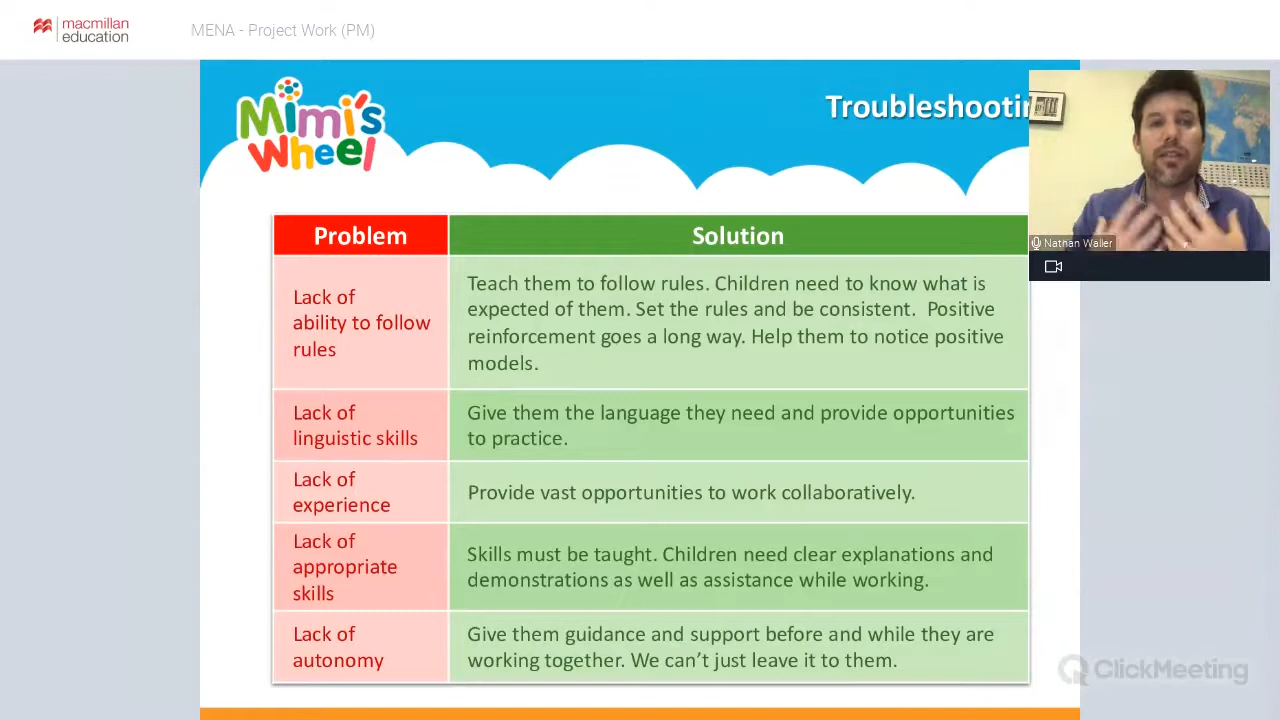 macmillan
education
MENA - Project Work (PM)
Mimi's
Wheel
Troubleshootin
Nathan Waller
Problem
Solution
Lack of
ability to follow
rules
Teach them to follow rules. Children need to know what is
expected of them. Set the rules and be consistent.  Positive
reinforcement goes a long way. Help them to notice positive
models.
Lack of
linguistic skills
Give them the language they need and provide opportunities
to practice.
Lack of
experience
Provide vast opportunities to work collaboratively.
Lack of
appropriate
skills
Skills must be taught. Children need clear explanations and
demonstrations as well as assistance while working.
Lack of
autonomy
Give them guidance and support before and while they are
working together. We can't just leave it to them.
ClickMeeting